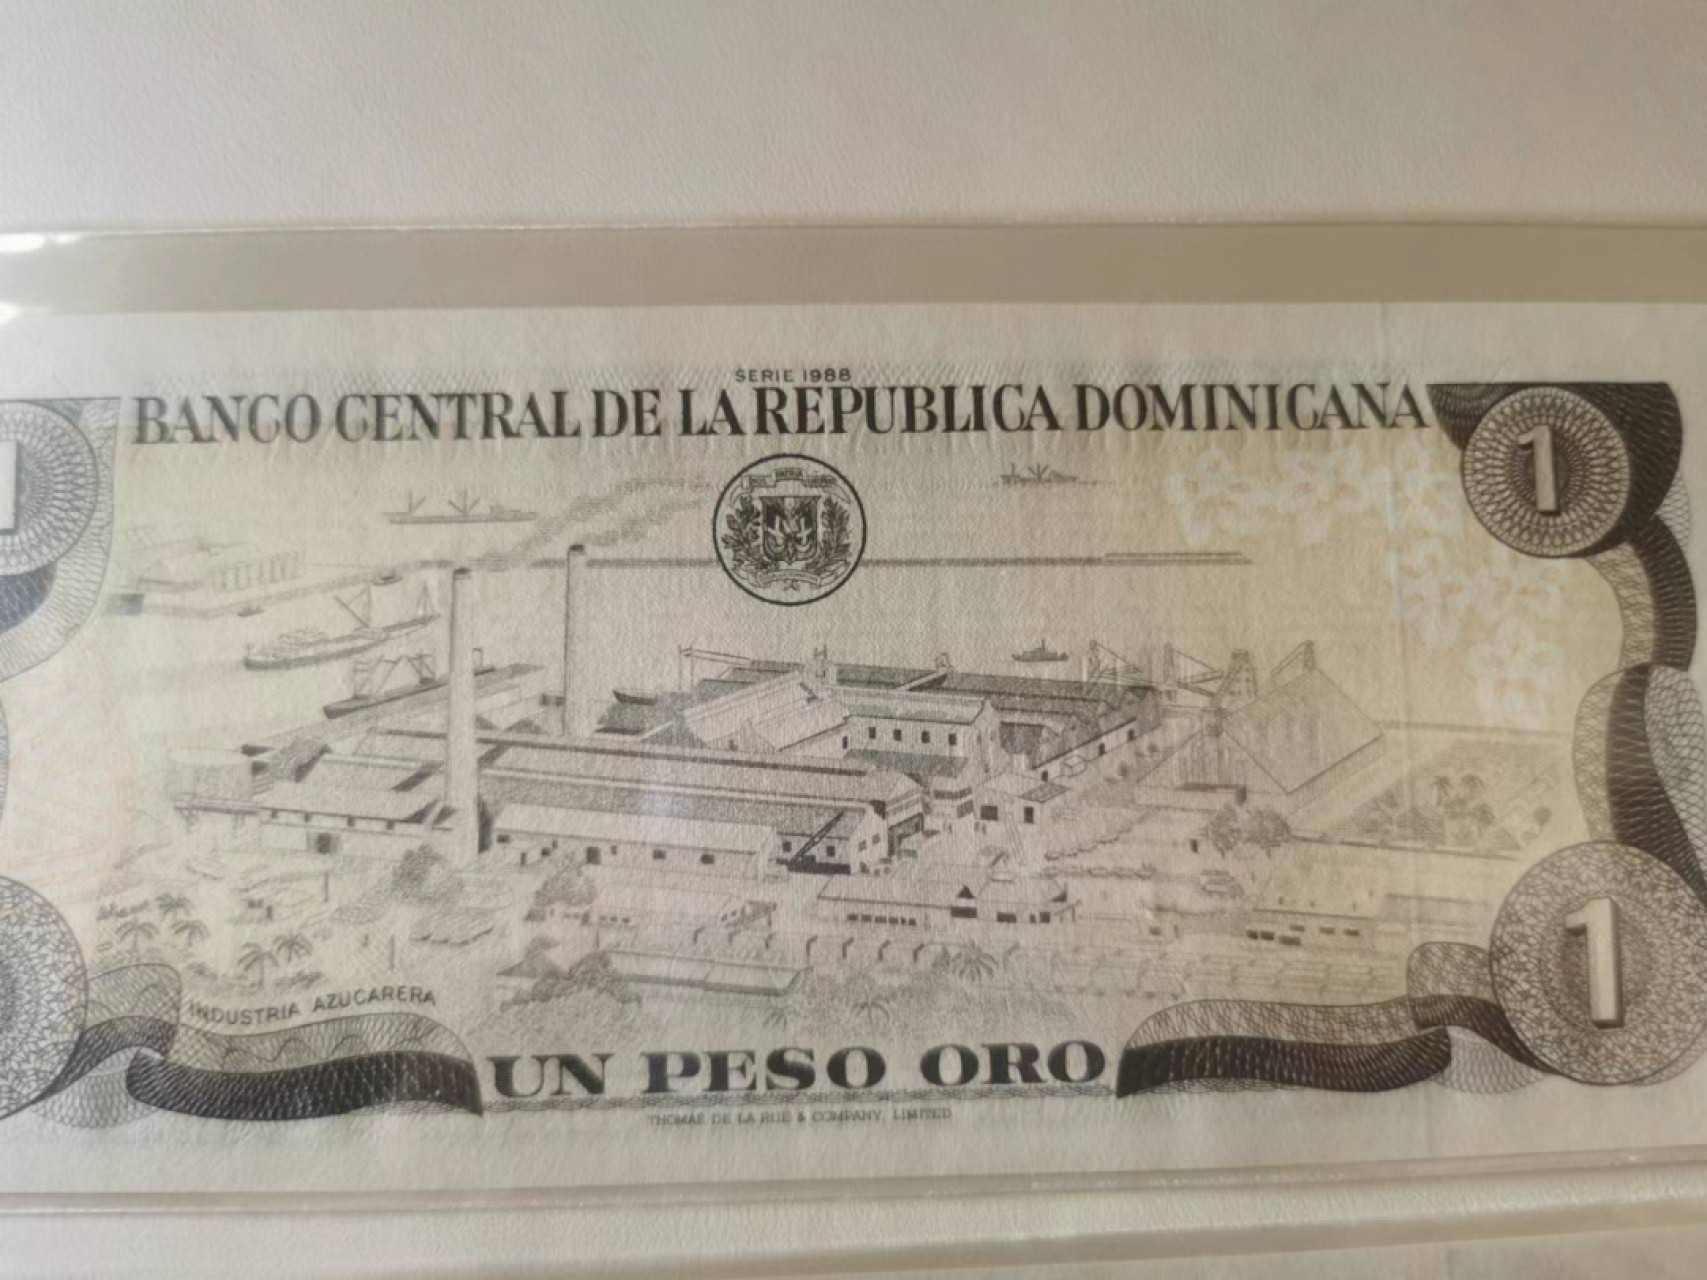 SERIE 1988
BANCO CENTRAL DE LA REPUBLICA DOMINICANA
1
1
INDUSTRIA AZUCARERA
1
UN PESO ORO
THOMAS DE LA RUE & COMPANY, LIMITED